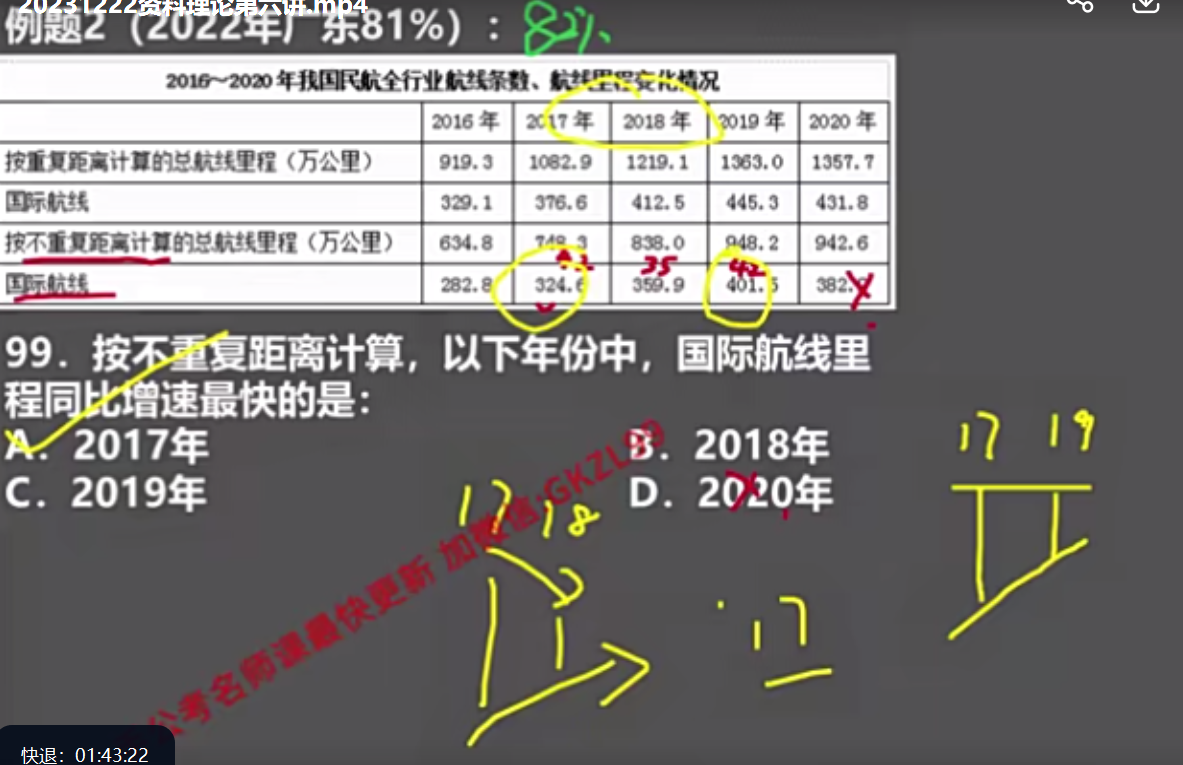 20231222资料理论第六讲.mp4
例题2（2022年广东81%）：
82%
2016～2020年我国民航全行业航线条数、航线里程变化情况
2016年 2017年 2018年 2019年 2020年
按重复距离计算的总航线里程（万公里） 919.3 1082.9 1219.1 1363.0 1357.7
国际航线 329.1 376.6 412.5 445.3 431.8
按不重复距离计算的总航线里程（万公里） 634.8 748.3 838.0 948.2 942.6
35 42
国际航线 282.8 324.6 359.9 401.5 382.
99. 按不重复距离计算，以下年份中，国际航线里
程同比增速最快的是：
A. 2017年 B. 2018年
C. 2019年 D. 2020年
17 19
17 18
17
公考名师课最快更新 加微信:GKZL99
快退：01:43:22